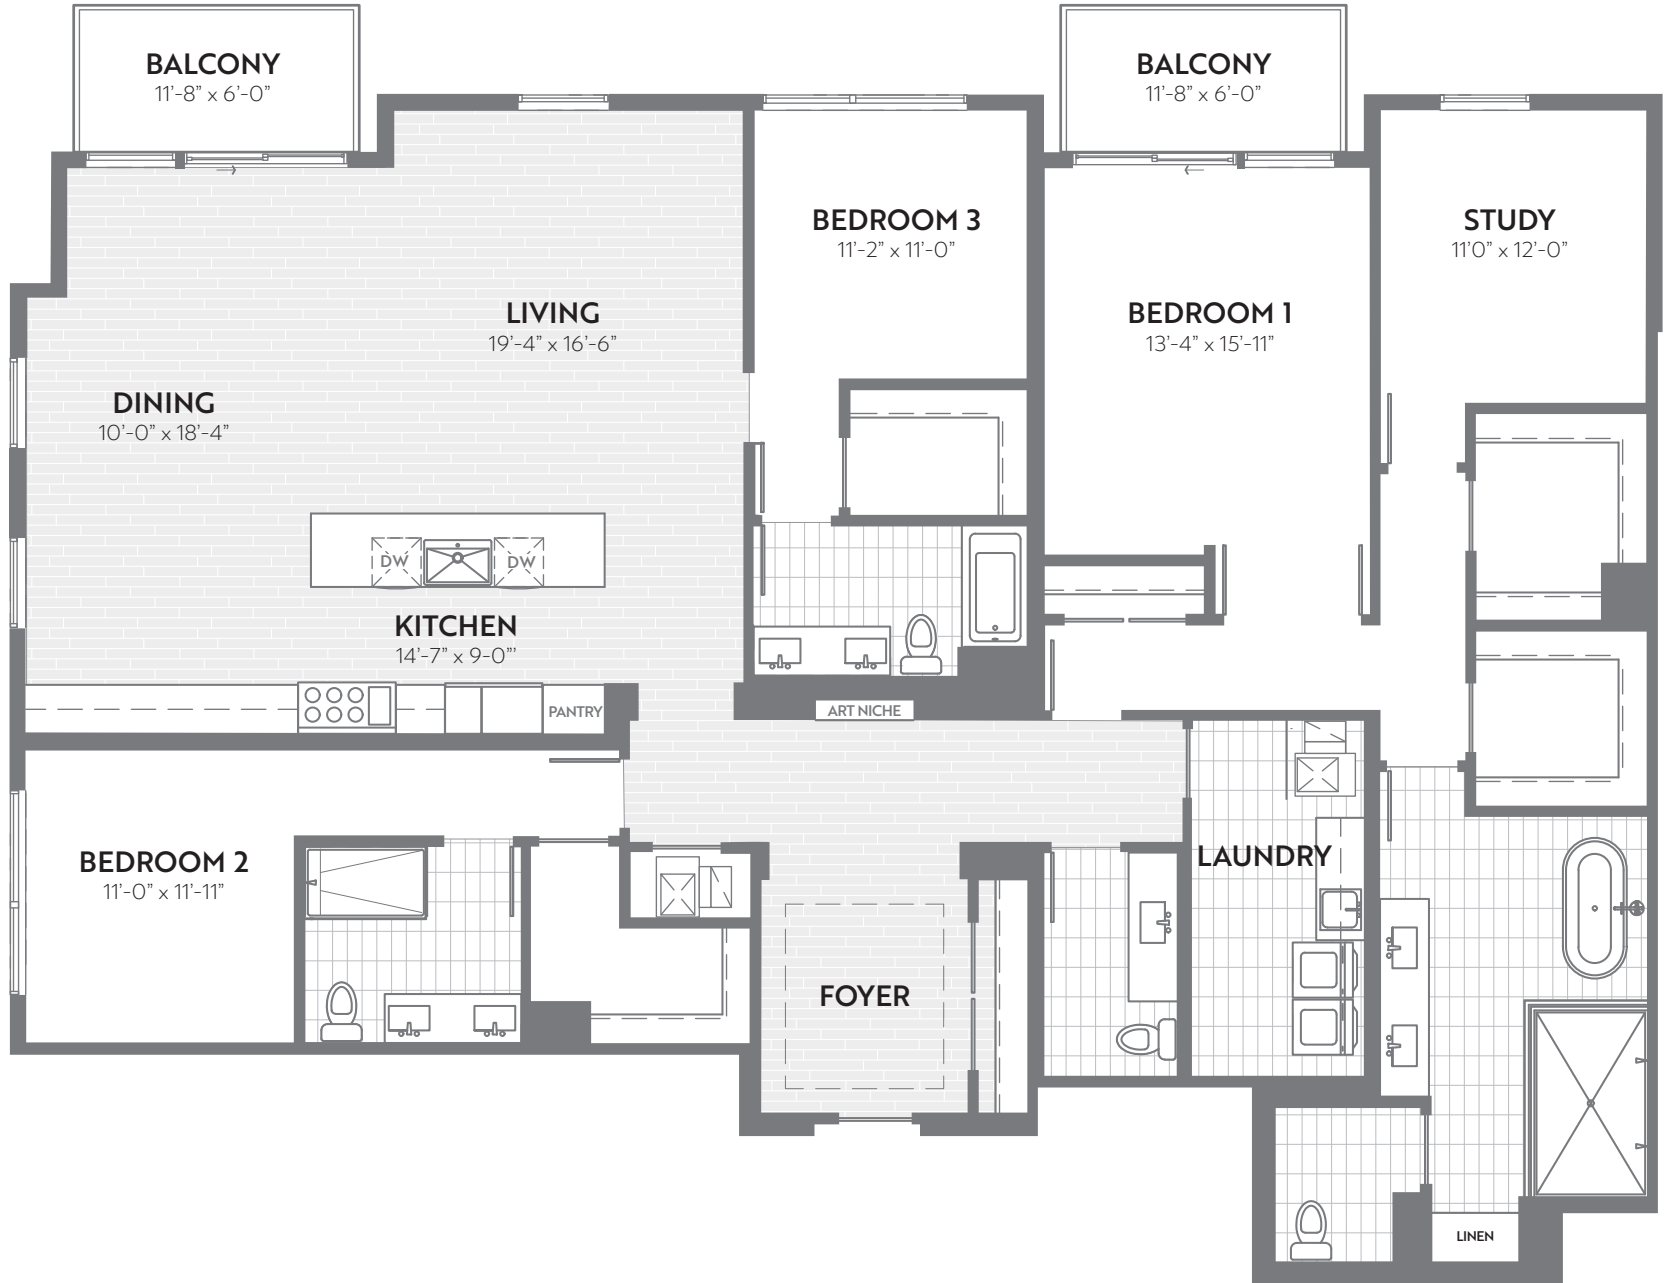 BALCONY
11'-8” x 6'-0”
BALCONY
11'-8” x 6'-0”
BEDROOM 3
11'-2” x 11'-0”
STUDY
11'0” x 12'-0”
LIVING
19'-4” x 16'-6”
BEDROOM 1
13'-4” x 15'-11”
DINING
10'-0” x 18'-4”
DW
DW
KITCHEN
14'-7” x 9-0”'
PANTRY
ART NICHE
BEDROOM 2
11'-0” x 11'-11”
LAUNDRY
FOYER
LINEN